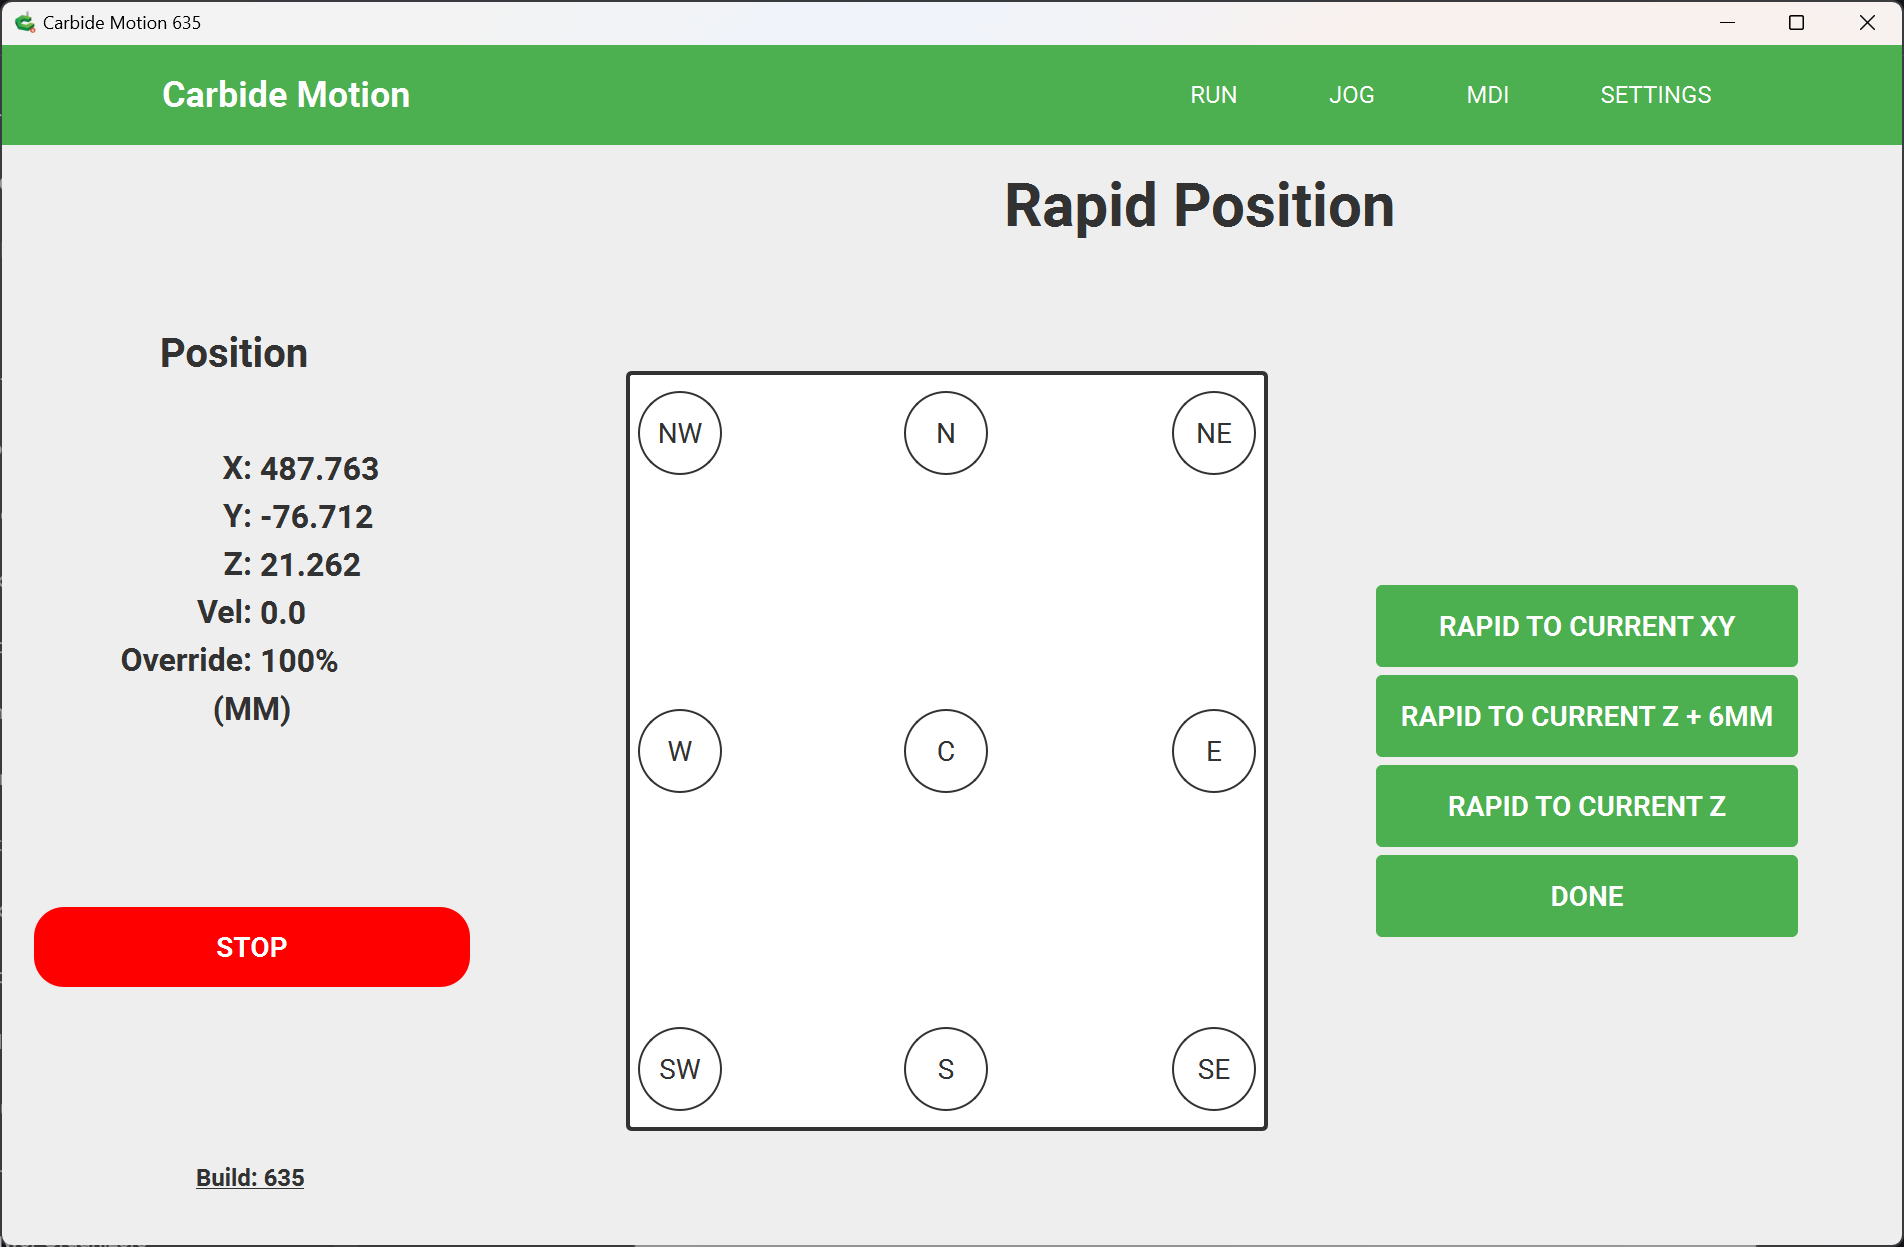 Carbide Motion 635
Carbide Motion
RUN JOG MDI SETTINGS
Rapid Position
Position
X: 487.763
Y: -76.712
Z: 21.262
Vel: 0.0
Override: 100%
(MM)
STOP
Build: 635
NW N NE
W C E
SW S SE
RAPID TO CURRENT XY
RAPID TO CURRENT Z + 6MM
RAPID TO CURRENT Z
DONE